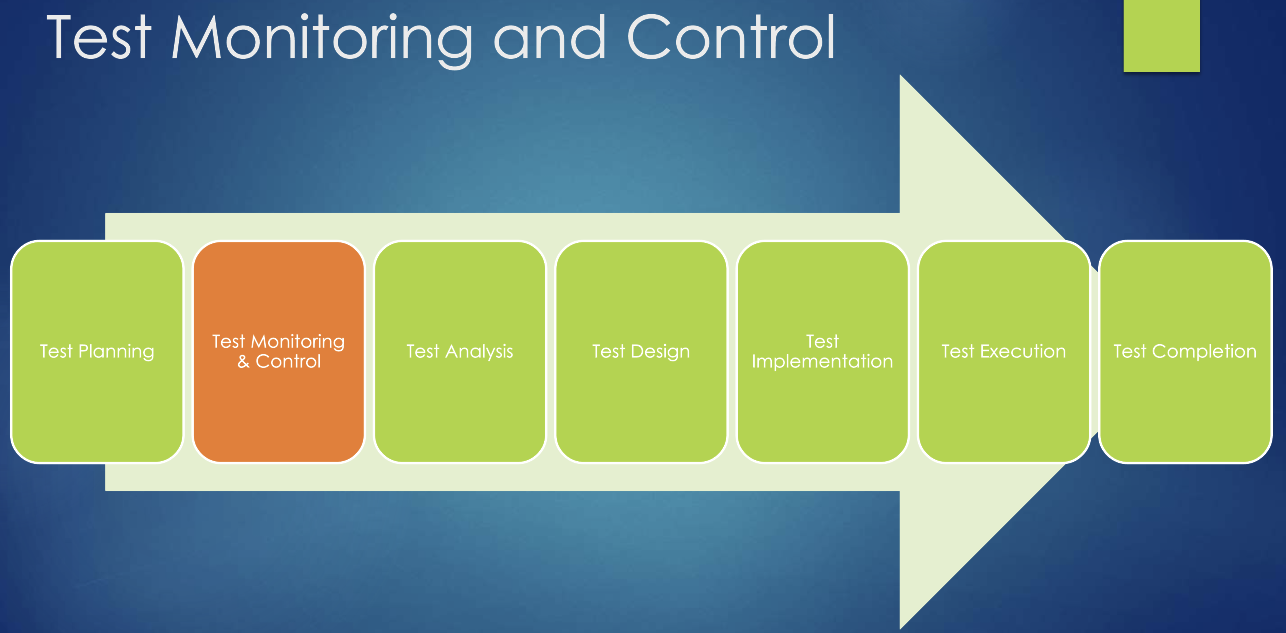 Test Monitoring and Control
Test Planning
Test Monitoring
& Control
Test Analysis
Test Design
Test
Implementation
Test Execution
Test Completion